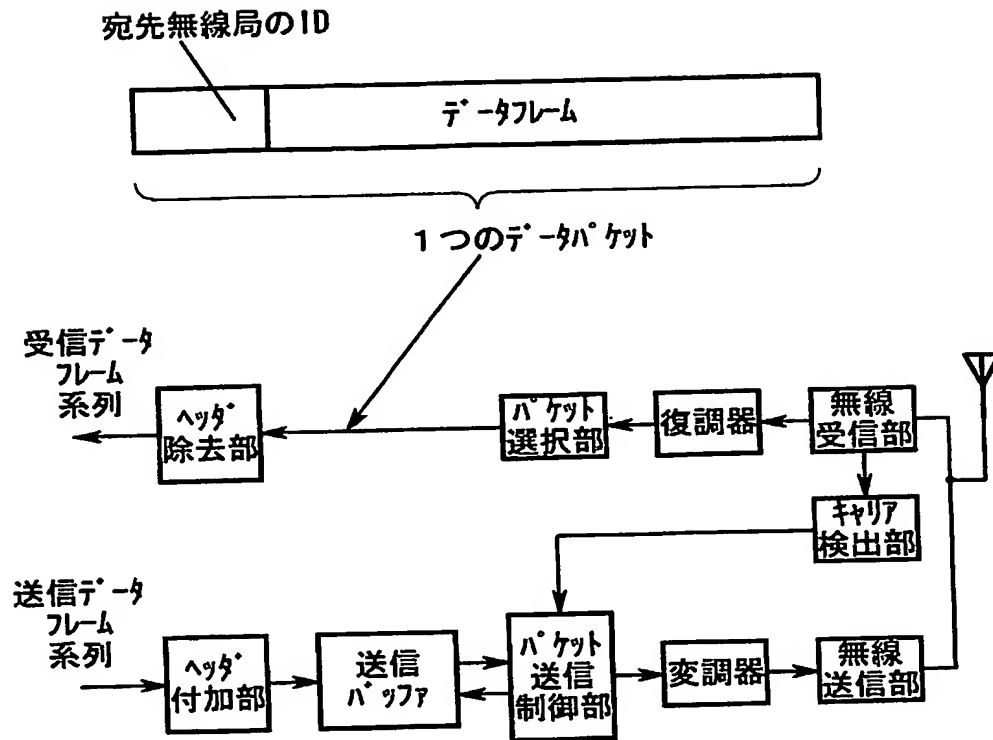 宛先無線局のID
データフレーム
1つのデータパケット
受信データ
フレーム
系列
ヘッダ
除去部
パケット
選択部
復調器
無線
受信部
キャリア
検出部
送信データ
フレーム
系列
ヘッダ
付加部
送信
バッファ
パケット
送信
制御部
変調器
無線
送信部